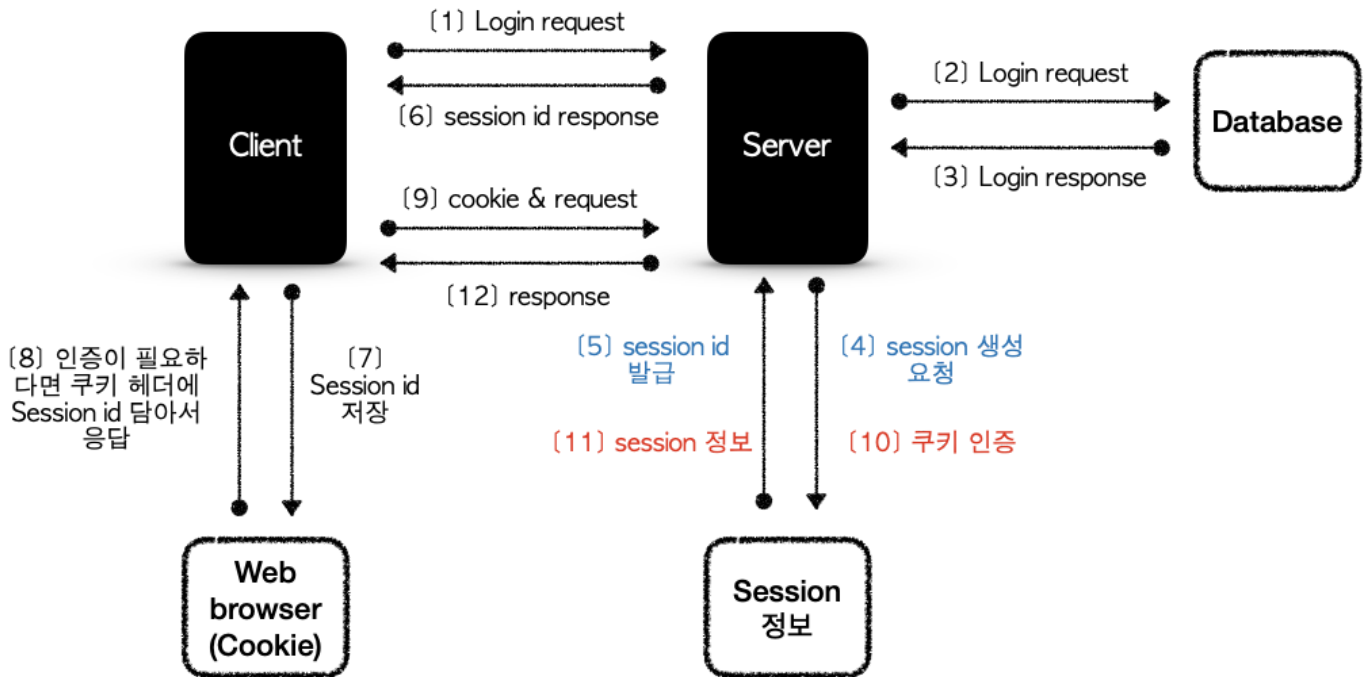 〔1〕 Login request
〔6〕 session id response
Client
Server
〔2〕 Login request
〔3〕 Login response
Database
〔9〕 cookie & request
〔12〕 response
〔8〕 인증이 필요하
다면 쿠키 헤더에
Session id 담아서
응답
〔7〕
Session id
저장
〔5〕 session id
발급
〔4〕 session 생성
요청
〔11〕 session 정보
〔10〕 쿠키 인증
Web
browser
(Cookie)
Session
정보